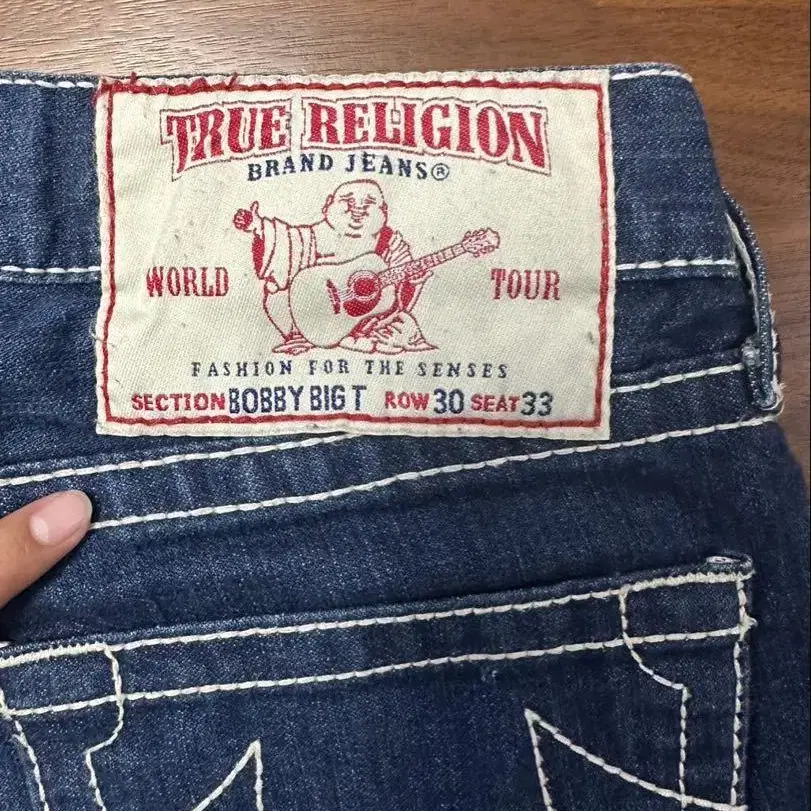 TRUE RELIGION
BRAND JEANS®
WORLD TOUR
FASHION FOR THE SENSES
SECTION BOBBY BIG T ROW 30 SEAT 33